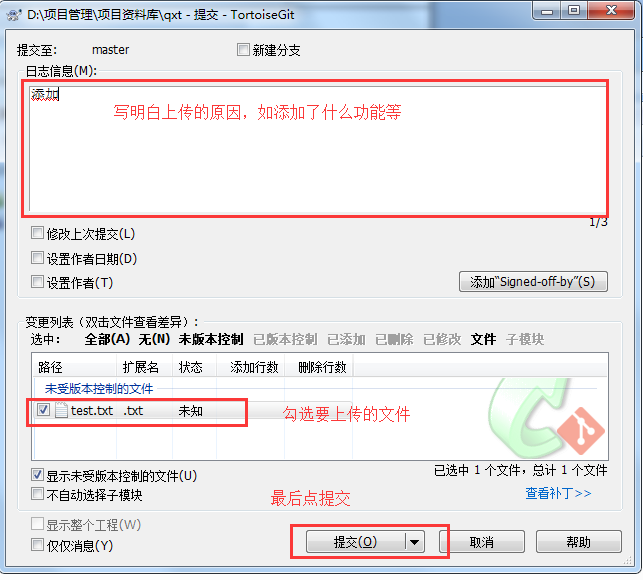 D:\项目管理\项目资料库\qxt - 提交 - TortoiseGit
提交至: master 新建分支
日志信息(M):
添加
写明白上传的原因，如添加了什么功能等
1/3
修改上次提交(L)
设置作者日期(D)
设置作者(T) 添加“Signed-off-by”(S)
变更列表（双击文件查看差异）:
选中: 全部(A) 无(N) 未版本控制 已版本控制 已添加 已删除 已修改 文件 子模块
路径 扩展名 状态 添加行数 删除行数
未受版本控制的文件
test.txt .txt 未知
勾选要上传的文件
显示未受版本控制的文件(U) 已选中 1 个文件，总计 1 个文件
不自动选择子模块 查看补丁>>
最后点提交
显示整个工程(W)
仅仅消息(Y) 提交(O) 取消 帮助